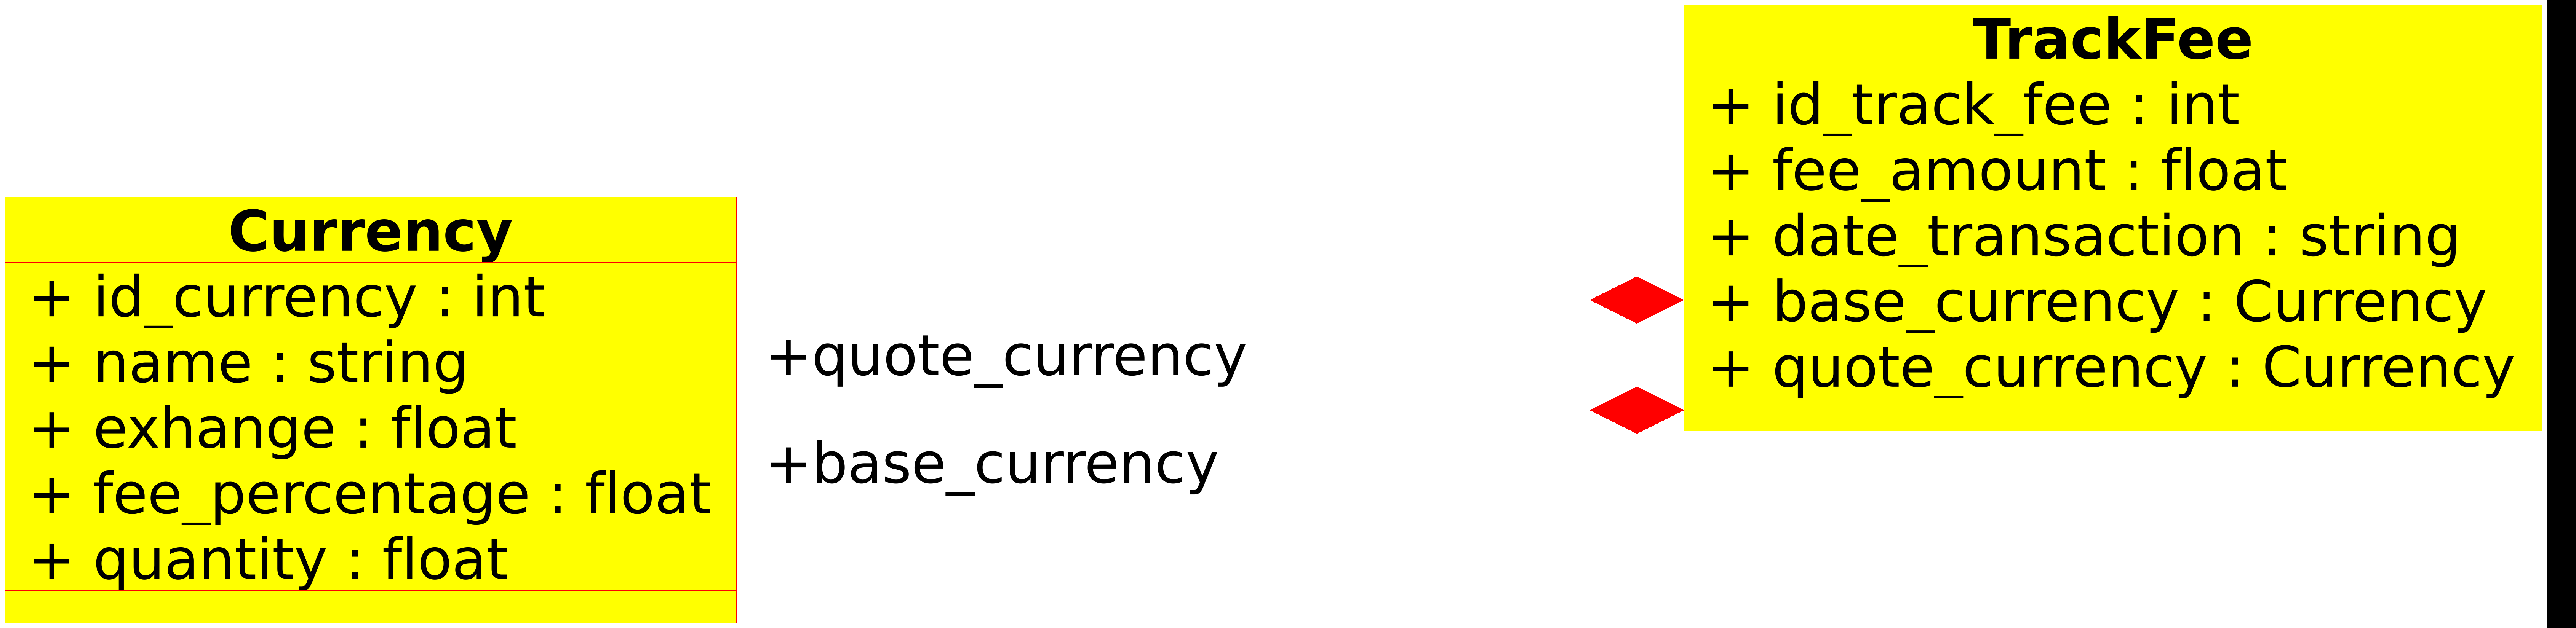 Currency
+ id_currency : int
+ name : string
+ exhange : float
+ fee_percentage : float
+ quantity : float
+quote_currency
+base_currency
TrackFee
+ id_track_fee : int
+ fee_amount : float
+ date_transaction : string
+ base_currency : Currency
+ quote_currency : Currency